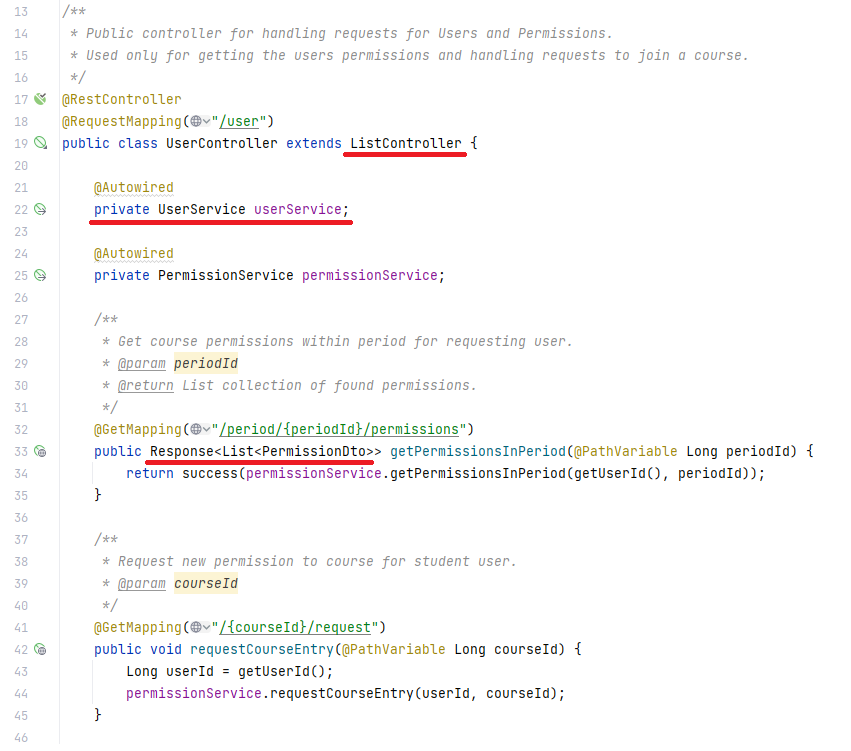 13 /**
14  * Public controller for handling requests for Users and Permissions.
15  * Used only for getting the users permissions and handling requests to join a course.
16  */
17 @RestController
18 @RequestMapping("/user")
19 public class UserController extends ListController {
20
21     @Autowired
22     private UserService userService;
23
24     @Autowired
25     private PermissionService permissionService;
26
27     /**
28      * Get course permissions within period for requesting user.
29      * @param periodId
30      * @return List collection of found permissions.
31      */
32     @GetMapping("/period/{periodId}/permissions")
33     public Response<List<PermissionDto>> getPermissionsInPeriod(@PathVariable Long periodId) {
34         return success(permissionService.getPermissionsInPeriod(getUserId(), periodId));
35     }
36
37     /**
38      * Request new permission to course for student user.
39      * @param courseId
40      */
41     @GetMapping("/{courseId}/request")
42     public void requestCourseEntry(@PathVariable Long courseId) {
43         Long userId = getUserId();
44         permissionService.requestCourseEntry(userId, courseId);
45     }
46